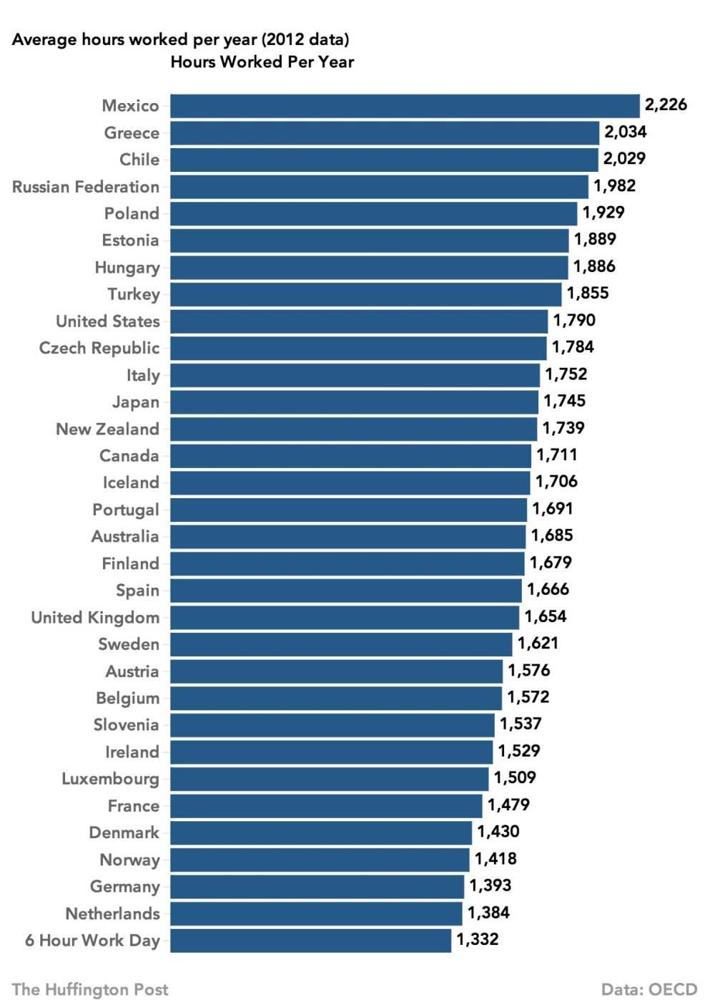 Average hours worked per year (2012 data)
Hours Worked Per Year
Mexico 2,226
Greece 2,034
Chile 2,029
Russian Federation 1,982
Poland 1,929
Estonia 1,889
Hungary 1,886
Turkey 1,855
United States 1,790
Czech Republic 1,784
Italy 1,752
Japan 1,745
New Zealand 1,739
Canada 1,711
Iceland 1,706
Portugal 1,691
Australia 1,685
Finland 1,679
Spain 1,666
United Kingdom 1,654
Sweden 1,621
Austria 1,576
Belgium 1,572
Slovenia 1,537
Ireland 1,529
Luxembourg 1,509
France 1,479
Denmark 1,430
Norway 1,418
Germany 1,393
Netherlands 1,384
6 Hour Work Day 1,332
The Huffington Post Data: OECD